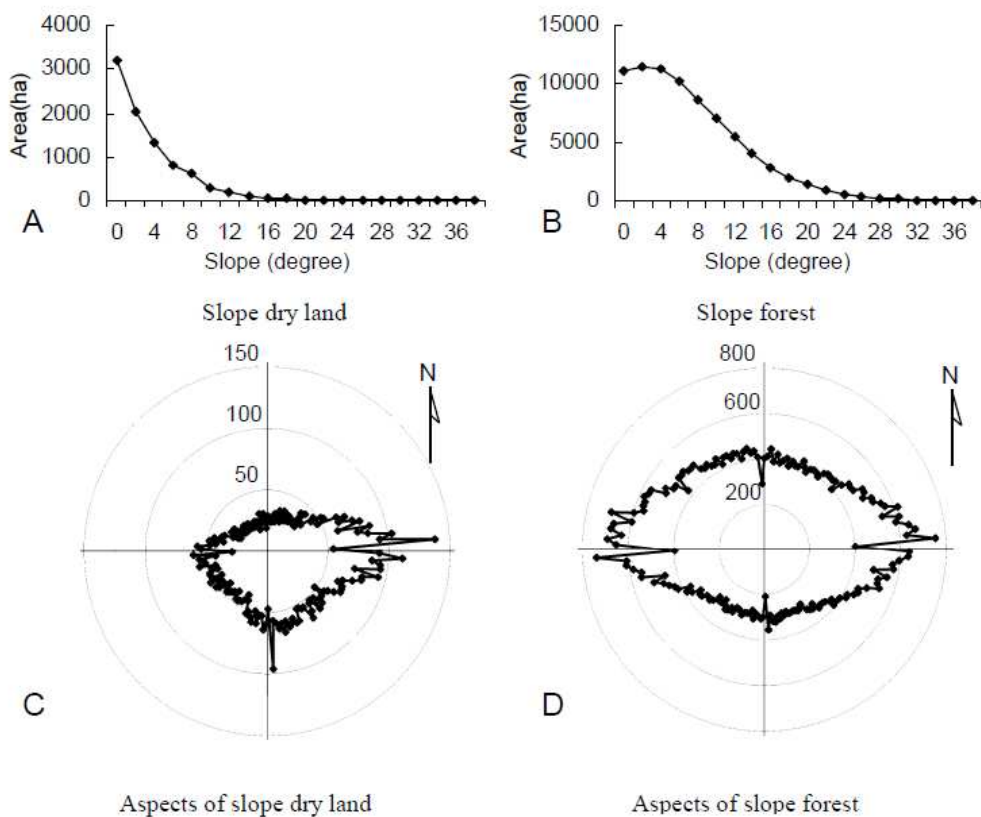 4000
3000
2000
1000
0
Area(ha)
0 4 8 12 16 20 24 28 32 36
Slope (degree)
A
Slope dry land
15000
10000
5000
0
Area(ha)
0 4 8 12 16 20 24 28 32 36
Slope (degree)
B
Slope forest
150
100
50
N
C
Aspects of slope dry land
800
600
200
N
D
Aspects of slope forest